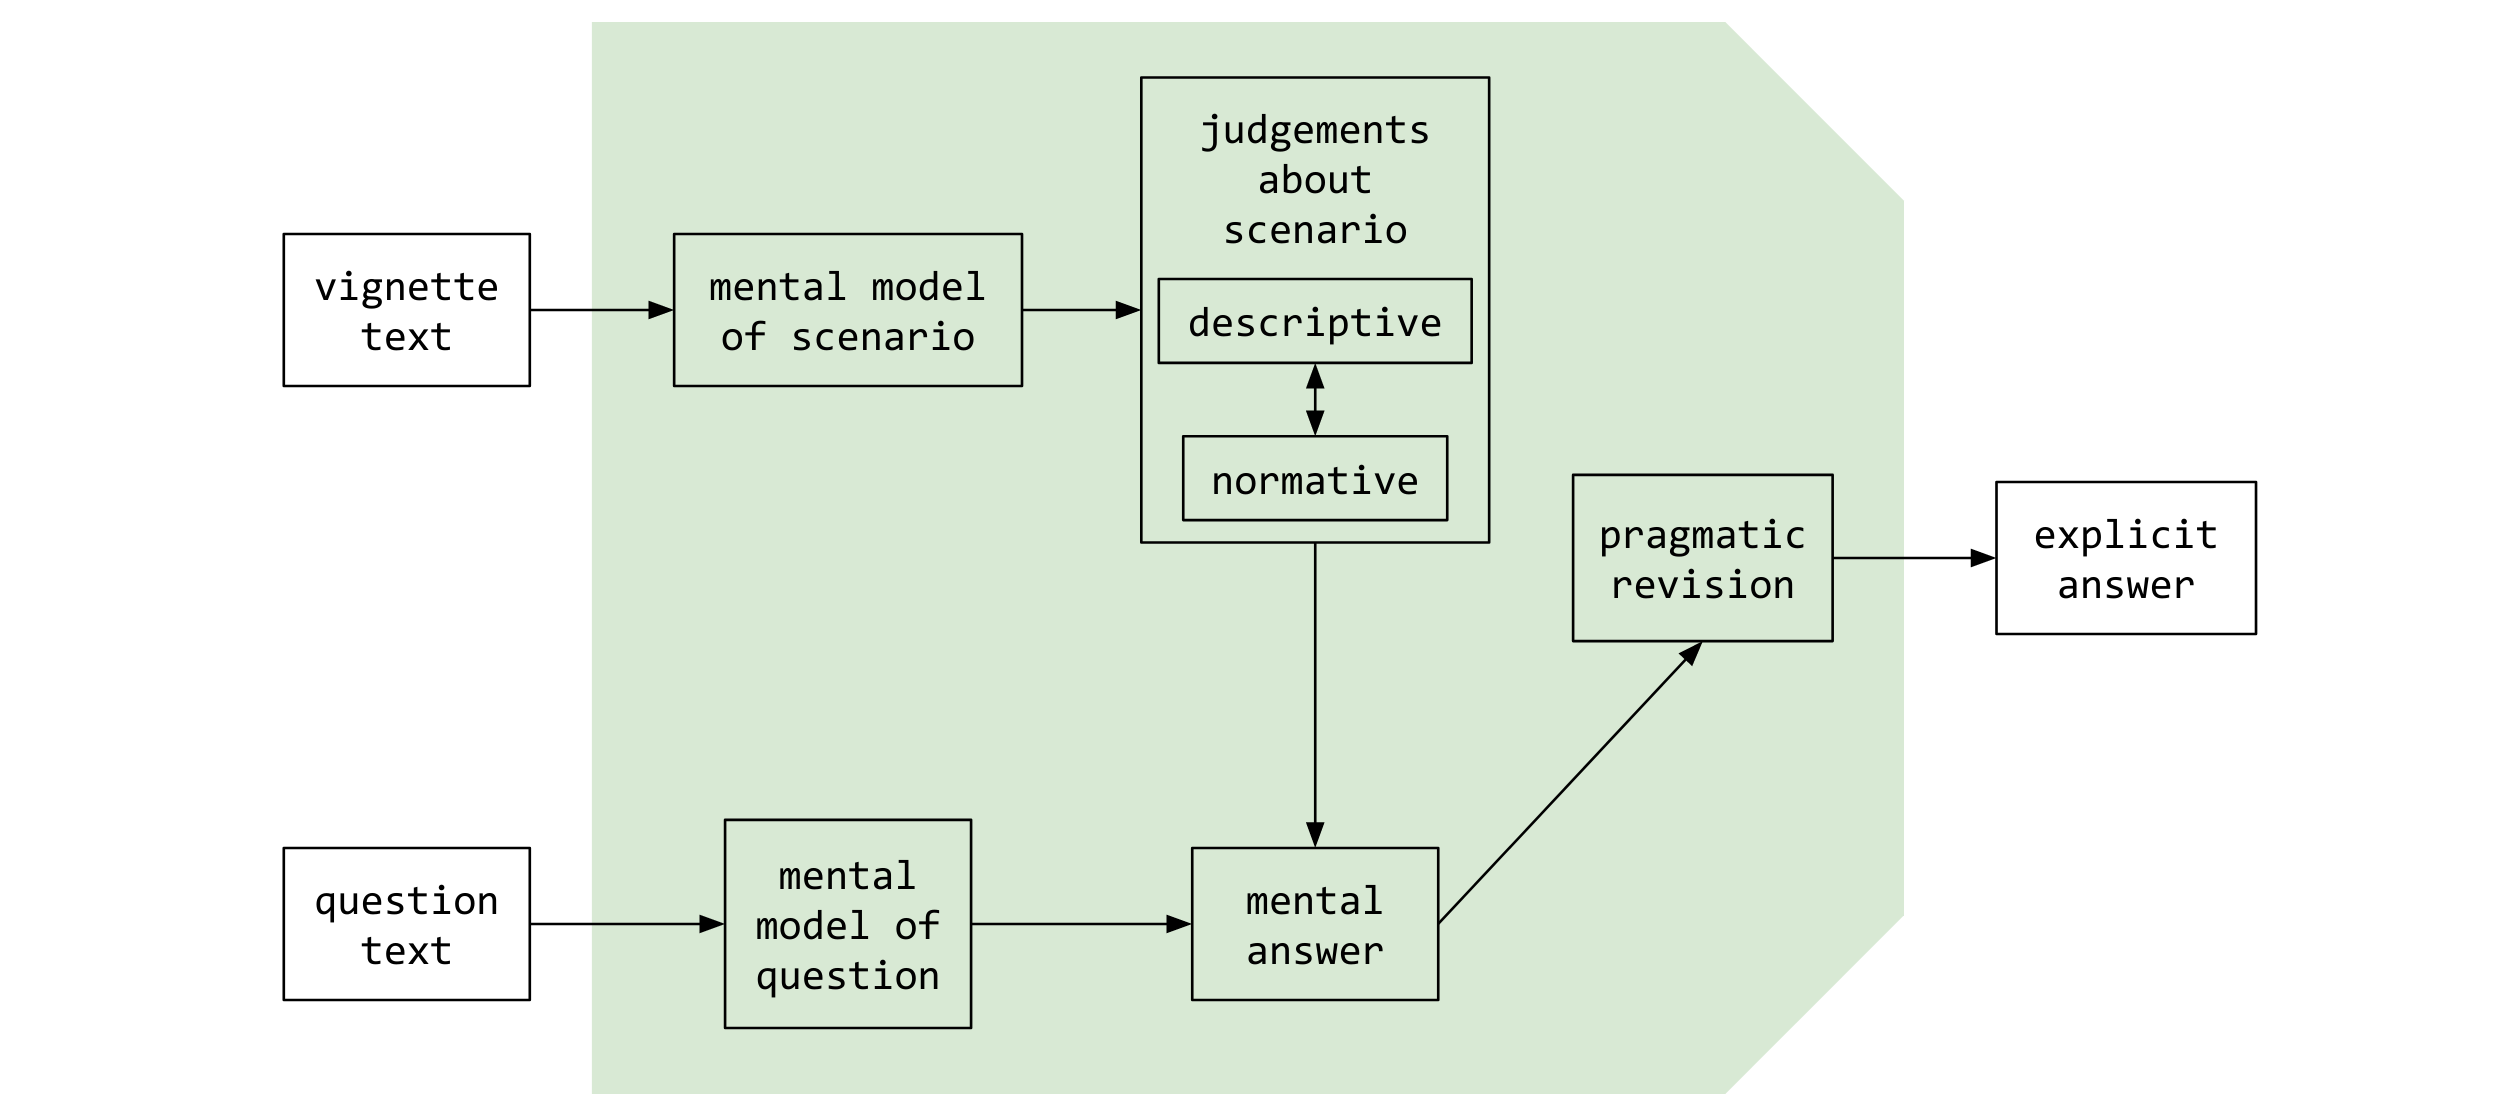 vignette
text
mental model
of scenario
judgements
about
scenario
descriptive
normative
question
text
mental
model of
question
mental
answer
pragmatic
revision
explicit
answer